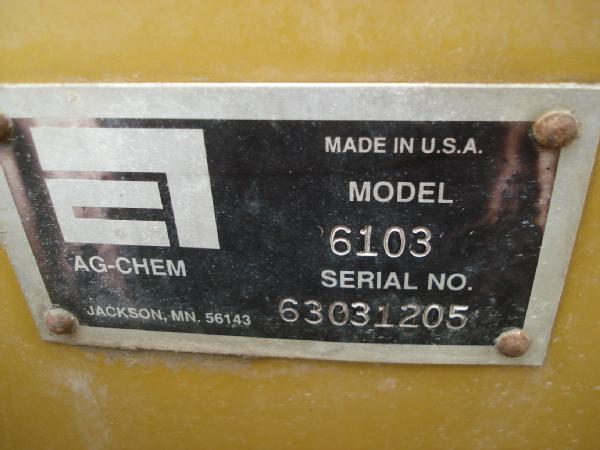 MADE IN U.S.A.
MODEL
6103
AG-CHEM
SERIAL NO.
JACKSON, MN. 56143
63031205